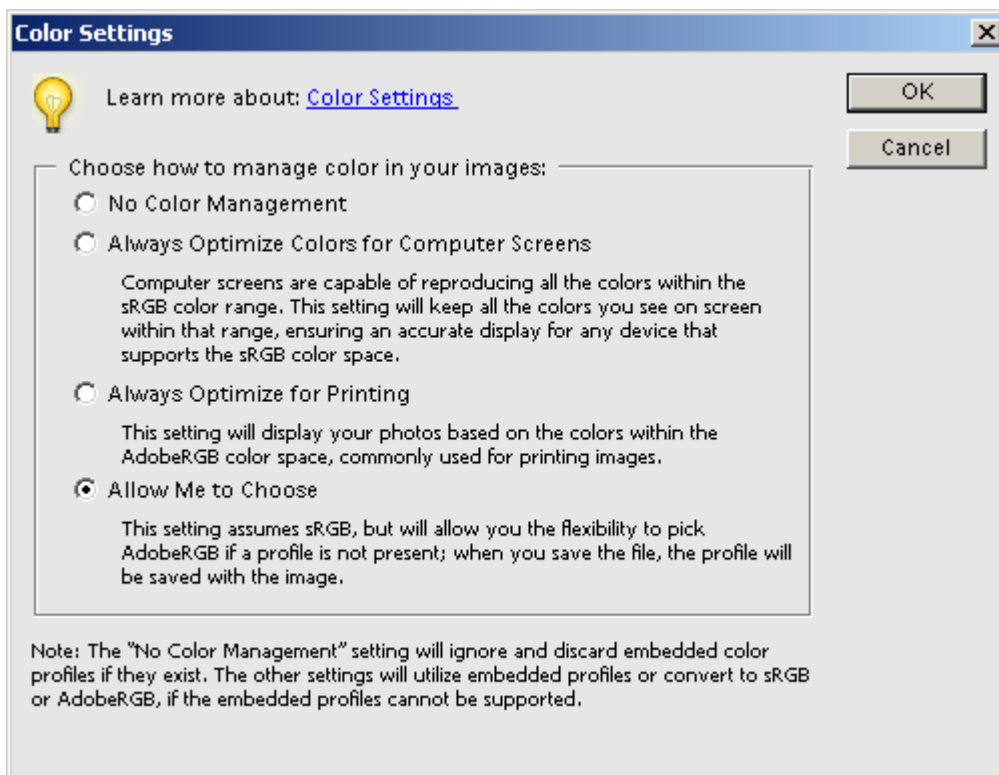 Color Settings
Learn more about: Color Settings
OK
Cancel
Choose how to manage color in your images:
No Color Management
Always Optimize Colors for Computer Screens
Computer screens are capable of reproducing all the colors within the
sRGB color range. This setting will keep all the colors you see on screen
within that range, ensuring an accurate display for any device that
supports the sRGB color space.
Always Optimize for Printing
This setting will display your photos based on the colors within the
AdobeRGB color space, commonly used for printing images.
Allow Me to Choose
This setting assumes sRGB, but will allow you the flexibility to pick
AdobeRGB if a profile is not present; when you save the file, the profile will
be saved with the image.
Note: The "No Color Management" setting will ignore and discard embedded color
profiles if they exist. The other settings will utilize embedded profiles or convert to sRGB
or AdobeRGB, if the embedded profiles cannot be supported.